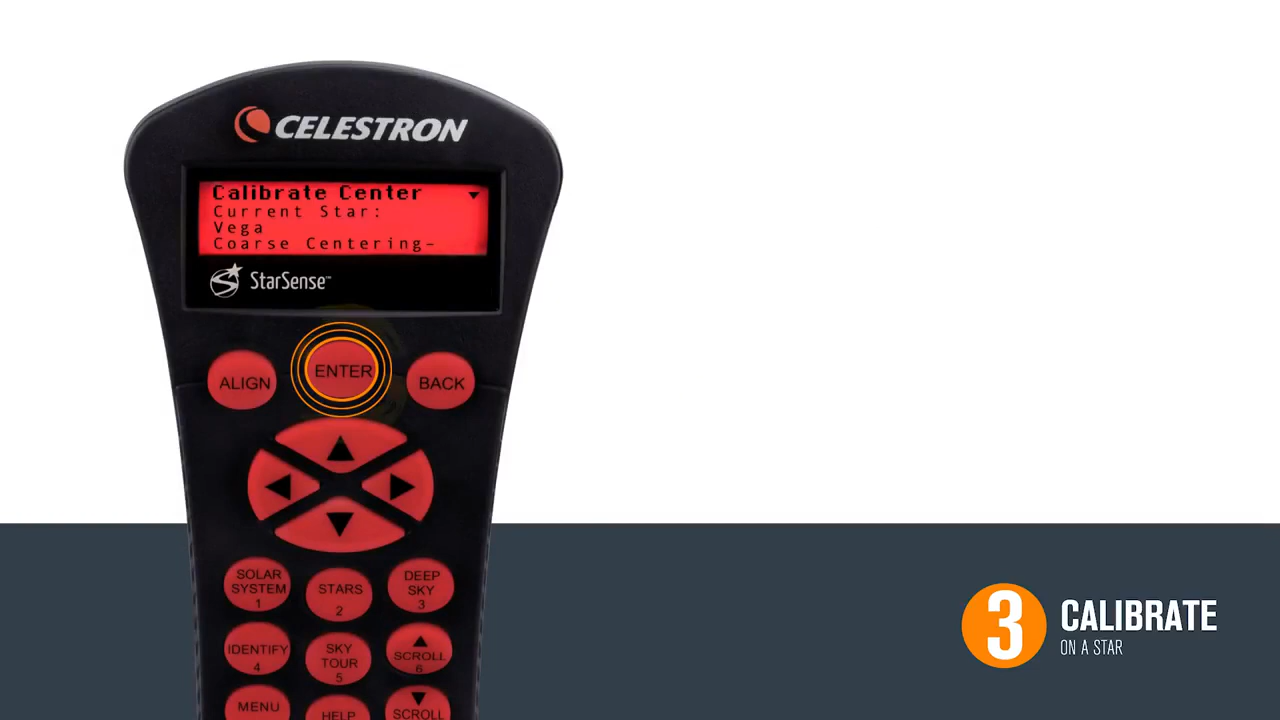 CELESTRON
Calibrate Center
Current Star:
Vega
Coarse Centering-
StarSense™
ALIGN
ENTER
BACK
SOLAR
SYSTEM
1
STARS
2
DEEP
SKY
3
IDENTIFY
4
SKY
TOUR
5
SCROLL
6
MENU
HELP
SCROLL
3
CALIBRATE
ON A STAR